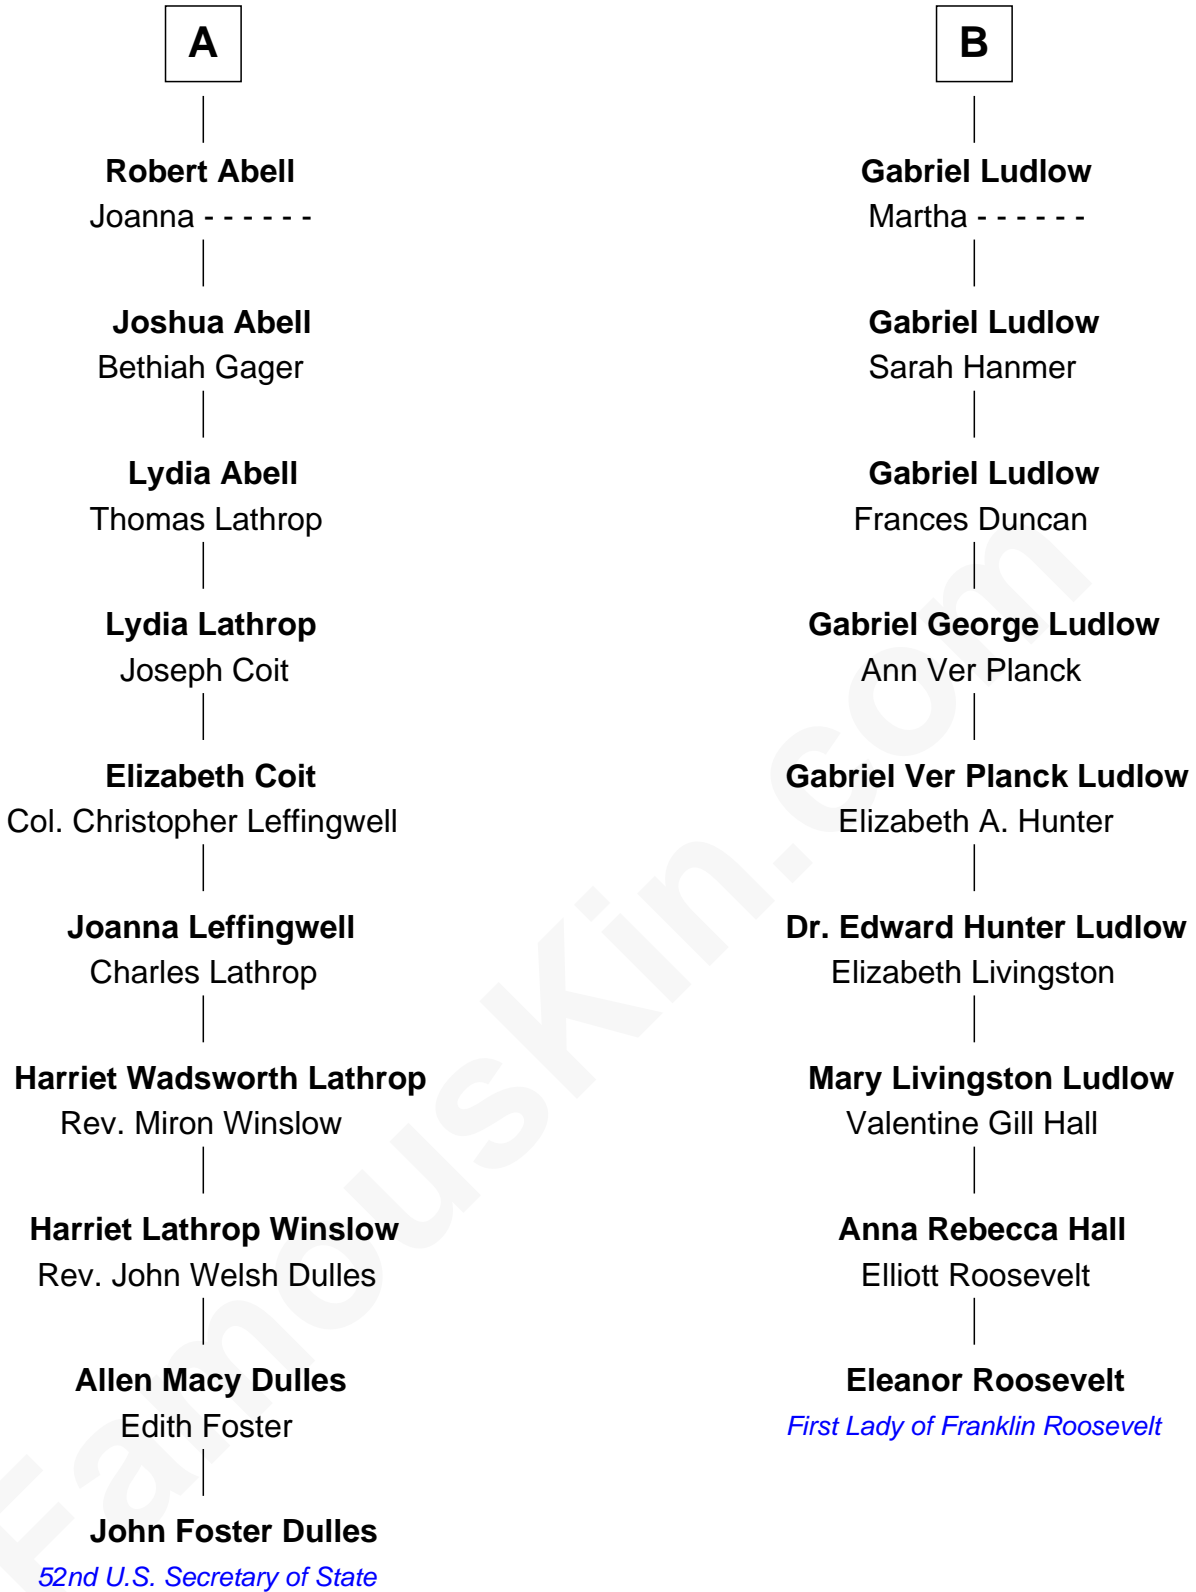 A
Robert Abell
Joanna - - - - - -
Joshua Abell
Bethiah Gager
Lydia Abell
Thomas Lathrop
Lydia Lathrop
Joseph Coit
Elizabeth Coit
Col. Christopher Leffingwell
Joanna Leffingwell
Charles Lathrop
Harriet Wadsworth Lathrop
Rev. Miron Winslow
Harriet Lathrop Winslow
Rev. John Welsh Dulles
Allen Macy Dulles
Edith Foster
John Foster Dulles
52nd U.S. Secretary of State
B
Gabriel Ludlow
Martha - - - - - -
Gabriel Ludlow
Sarah Hanmer
Gabriel Ludlow
Frances Duncan
Gabriel George Ludlow
Ann Ver Planck
Gabriel Ver Planck Ludlow
Elizabeth A. Hunter
Dr. Edward Hunter Ludlow
Elizabeth Livingston
Mary Livingston Ludlow
Valentine Gill Hall
Anna Rebecca Hall
Elliott Roosevelt
Eleanor Roosevelt
First Lady of Franklin Roosevelt
FamousKin.com